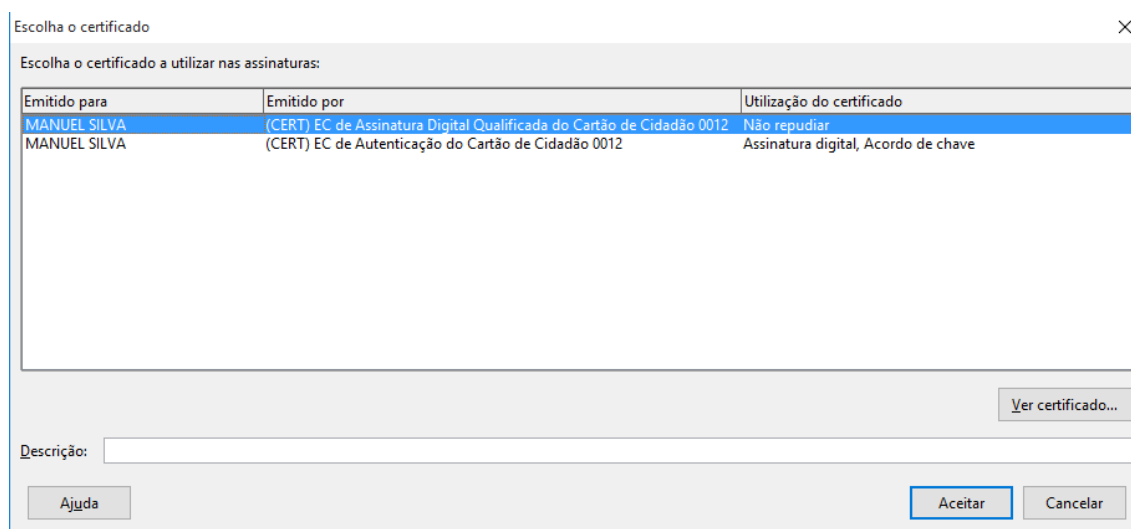 Escolha o certificado
Escolha o certificado a utilizar nas assinaturas:
Emitido para Emitido por Utilização do certificado
MANUEL SILVA (CERT) EC de Assinatura Digital Qualificada do Cartão de Cidadão 0012 Não repudiar
MANUEL SILVA (CERT) EC de Autenticação do Cartão de Cidadão 0012 Assinatura digital, Acordo de chave
Ver certificado...
Descrição:
Ajuda Aceitar Cancelar